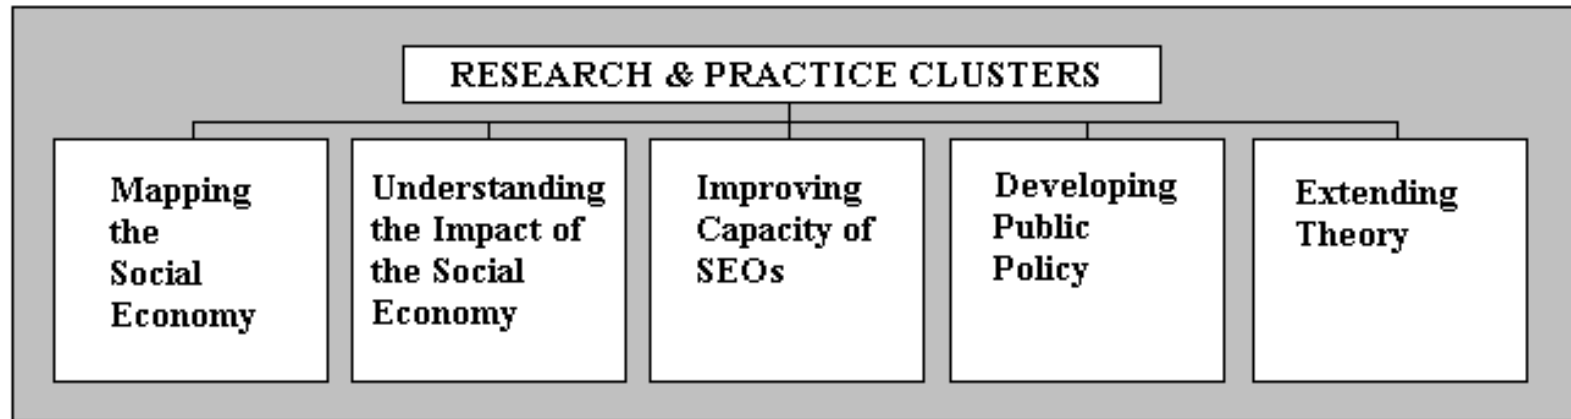 RESEARCH & PRACTICE CLUSTERS
Mapping
the
Social
Economy
Understanding
the Impact of
the Social
Economy
Improving
Capacity of
SEOs
Developing
Public
Policy
Extending
Theory